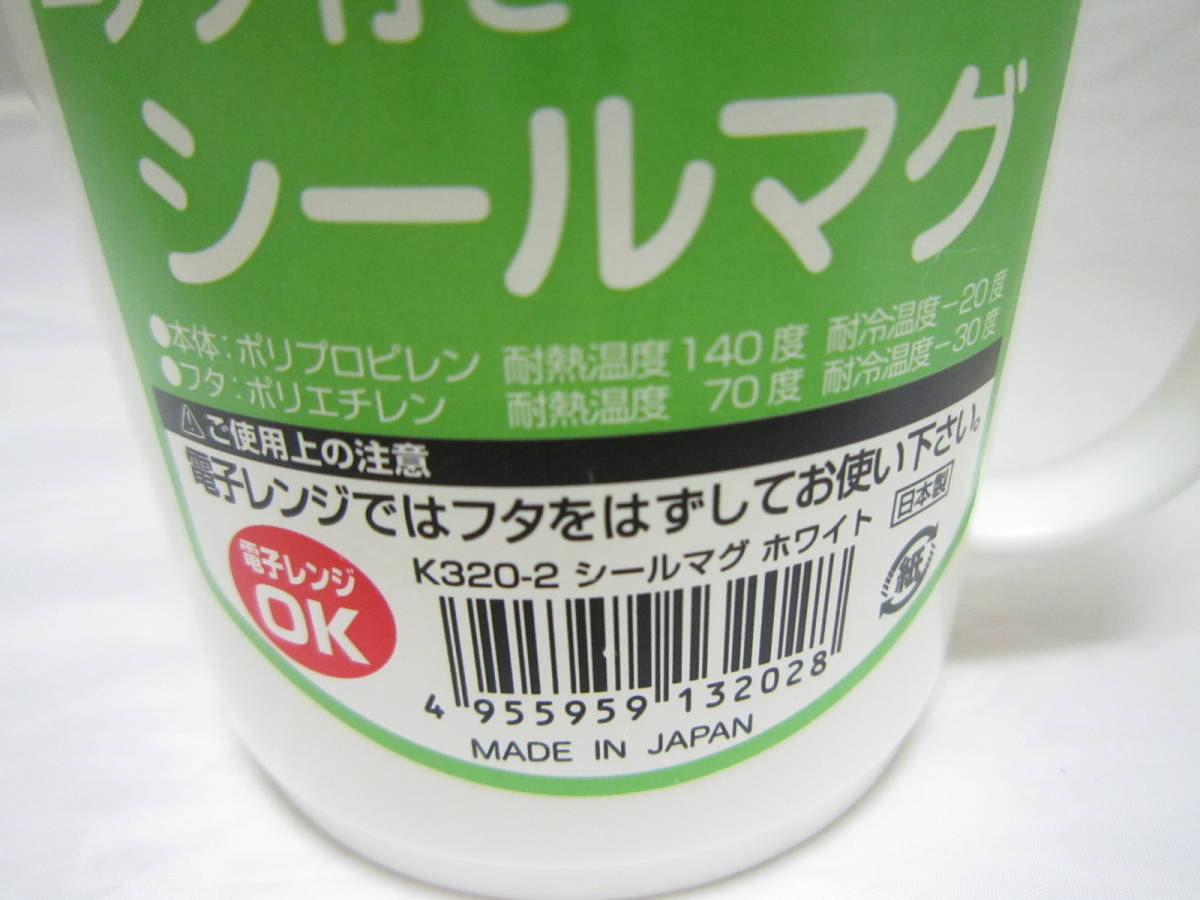 フタ付き
シールマグ
●本体:ポリプロピレン 耐熱温度140度 耐冷温度-20度
●フタ:ポリエチレン 耐熱温度 70度 耐冷温度-30度
⚠ご使用上の注意
電子レンジではフタをはずしてお使い下さい。
電子レンジ
OK
K320-2 シールマグ ホワイト
日本製
紙
4 955959 132028
MADE IN JAPAN